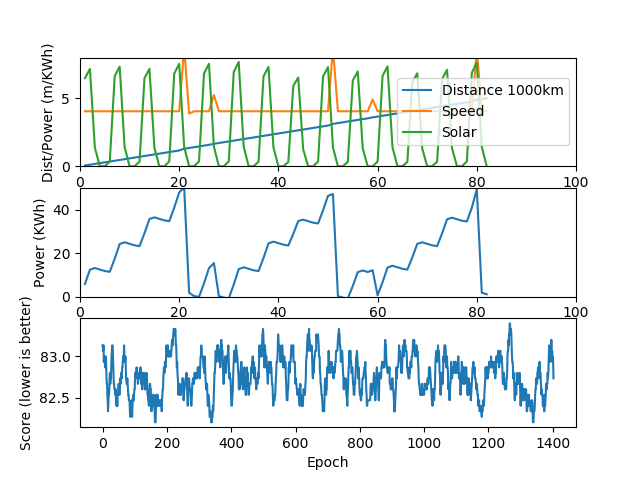 Dist/Power (m/KWh)
5
0
Distance 1000km
Speed
Solar
0 20 40 60 80 100
Power (KWh)
40
20
0
0 20 40 60 80 100
Score (lower is better)
83.0
82.5
0 200 400 600 800 1000 1200 1400
Epoch